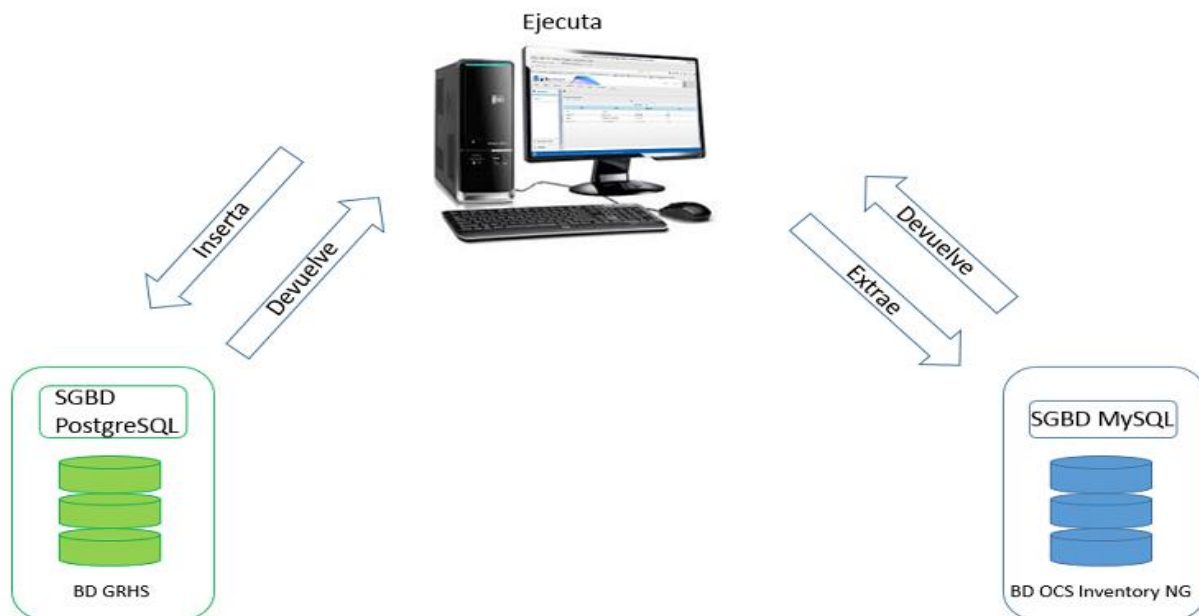 Ejecuta
Inserta
Devuelve
Devuelve
Extrae
SGBD
PostgreSQL
BD GRHS
SGBD MySQL
BD OCS Inventory NG